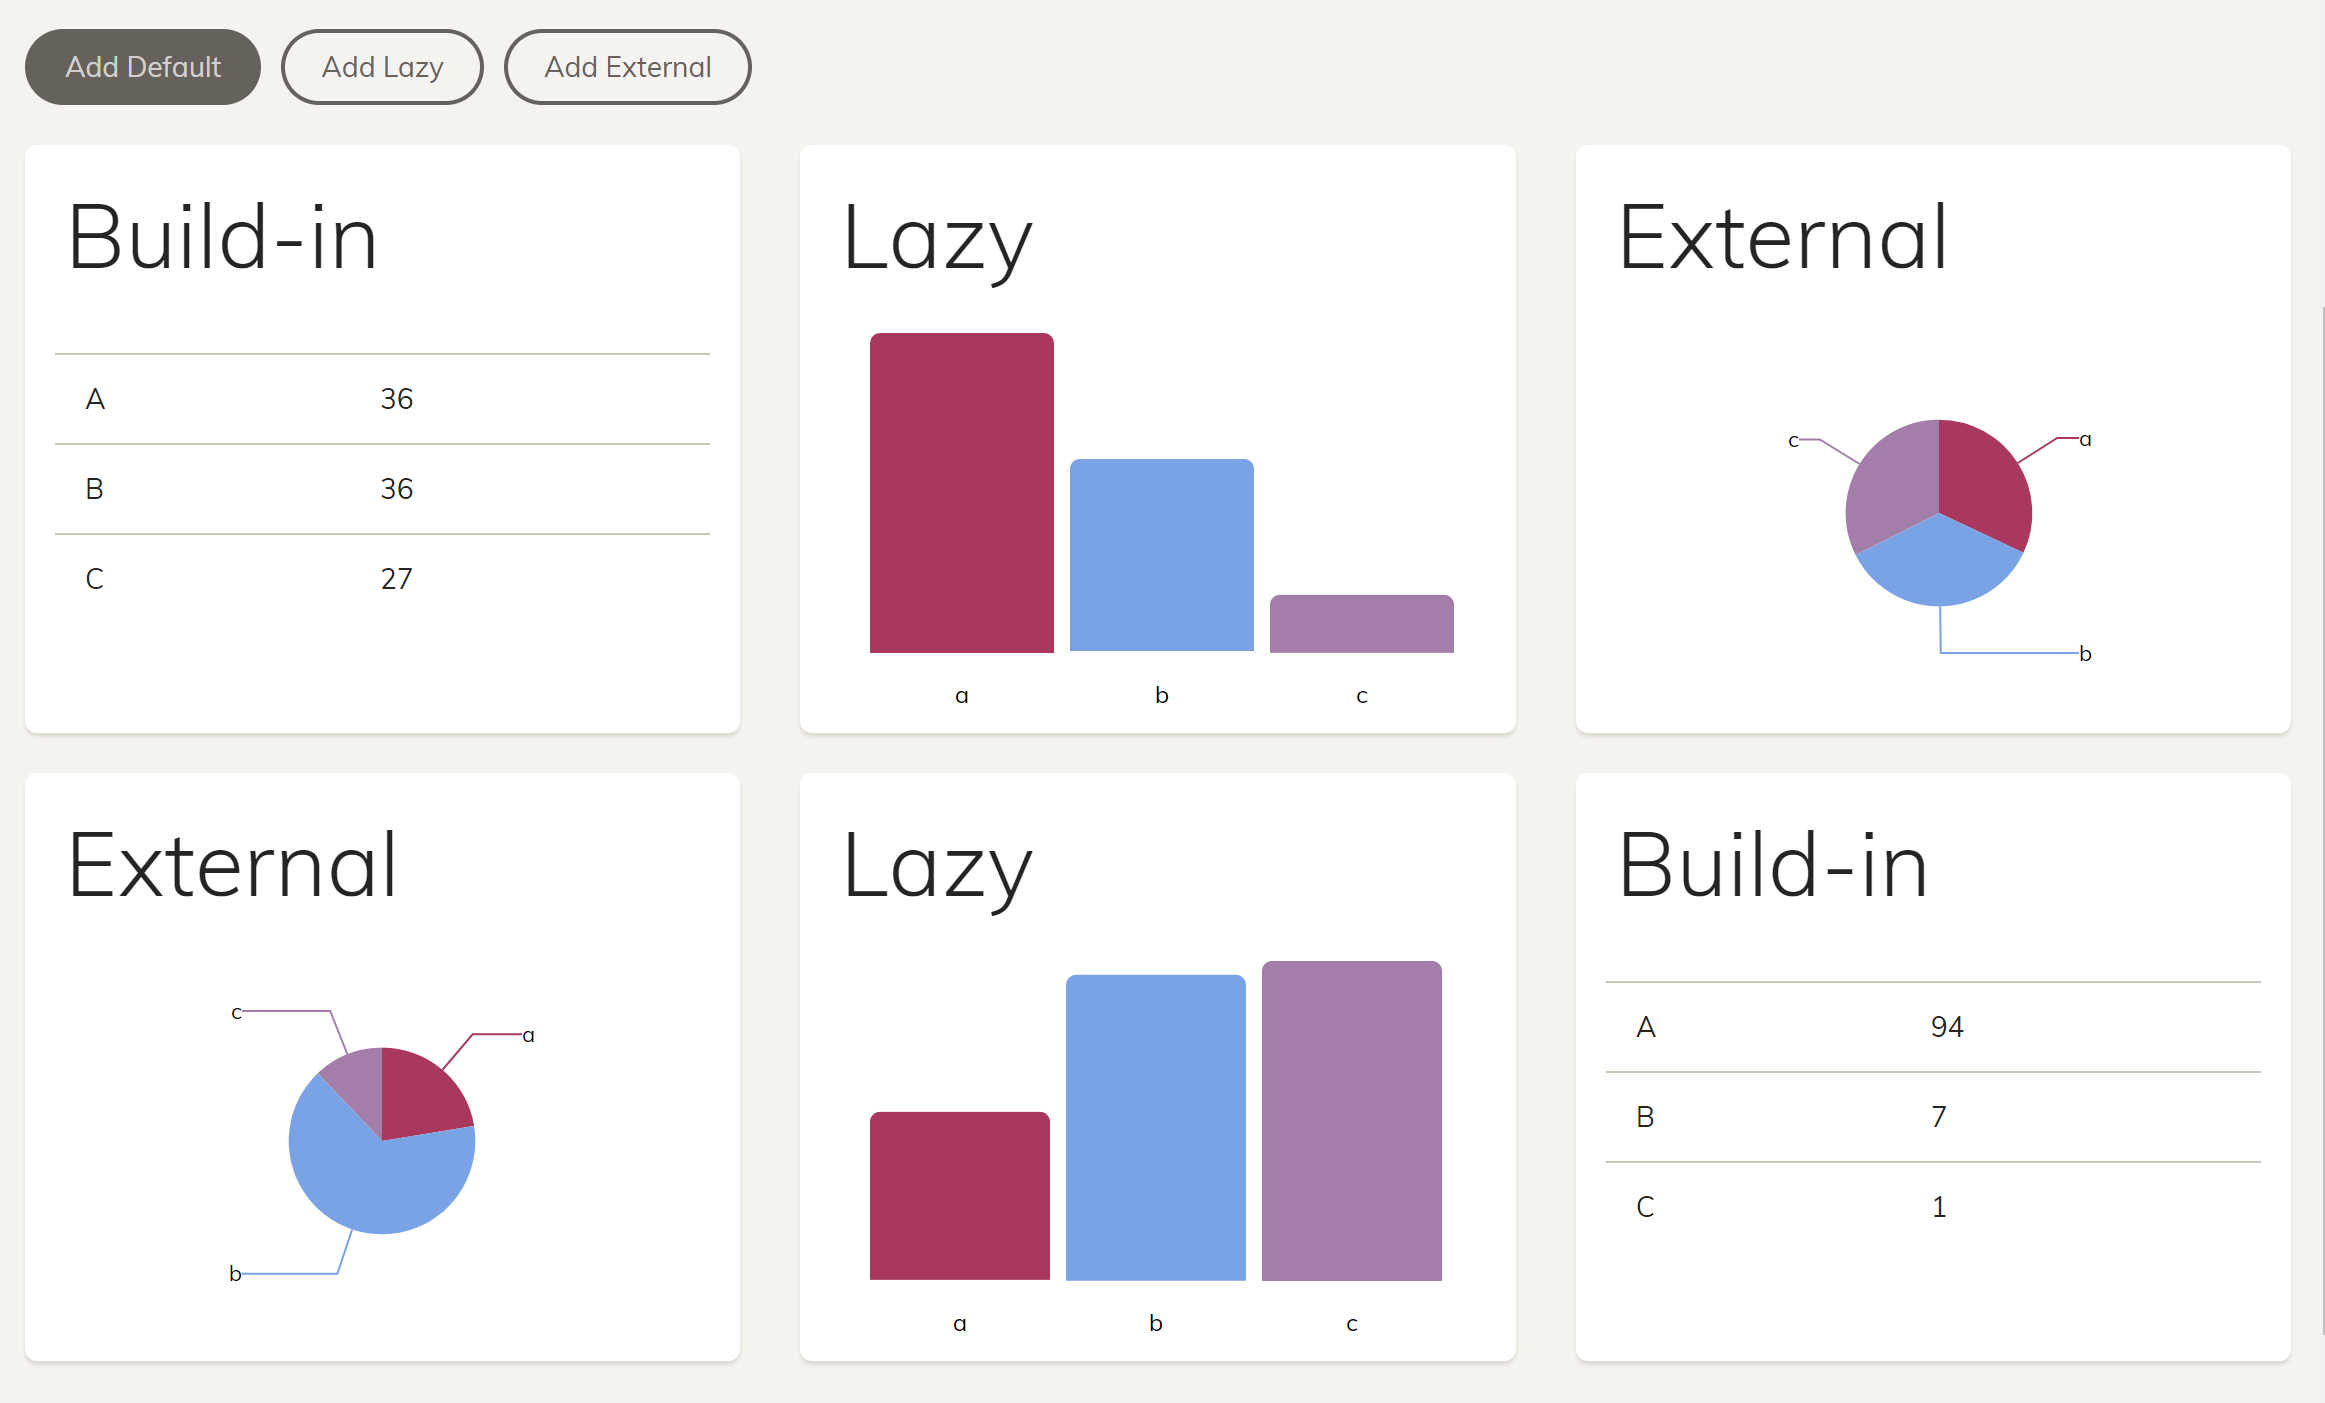 Add Default Add Lazy Add External
Build-in
A 36
B 36
C 27
Lazy
a b c
External
c a
b
External
c
a
b
Lazy
a b c
Build-in
A 94
B 7
C 1